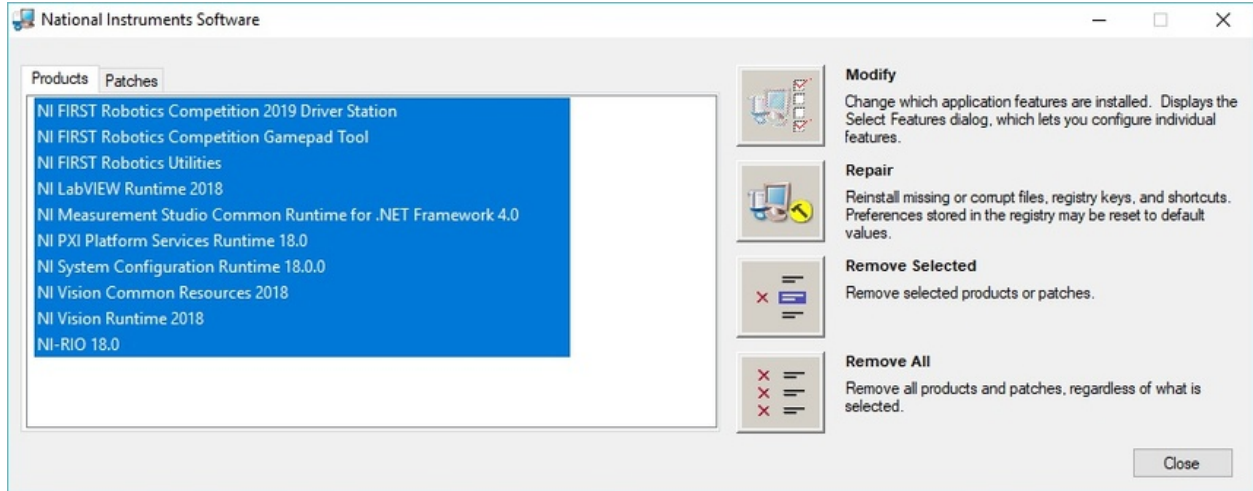 National Instruments Software
Products
Patches
NI FIRST Robotics Competition 2019 Driver Station
NI FIRST Robotics Competition Gamepad Tool
NI FIRST Robotics Utilities
NI LabVIEW Runtime 2018
NI Measurement Studio Common Runtime for .NET Framework 4.0
NI PXI Platform Services Runtime 18.0
NI System Configuration Runtime 18.0.0
NI Vision Common Resources 2018
NI Vision Runtime 2018
NI-RIO 18.0
Modify
Change which application features are installed. Displays the
Select Features dialog, which lets you configure individual
features.
Repair
Reinstall missing or corrupt files, registry keys, and shortcuts.
Preferences stored in the registry may be reset to default
values.
Remove Selected
Remove selected products or patches.
Remove All
Remove all products and patches, regardless of what is
selected.
Close